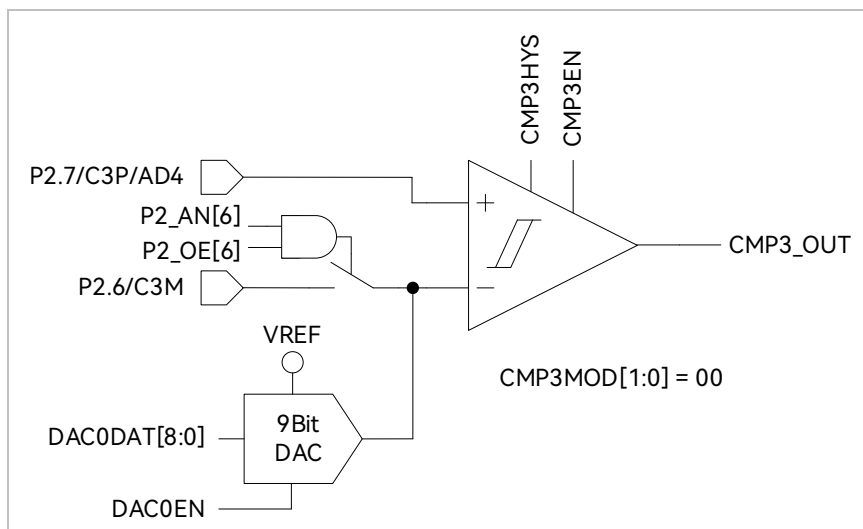 CMP3HYS
CMP3EN
P2.7/C3P/AD4
+
P2_AN[6]
P2_OE[6]
CMP3_OUT
P2.6/C3M
−
VREF
CMP3MOD[1:0] = 00
DAC0DAT[8:0]
9Bit
DAC
DAC0EN